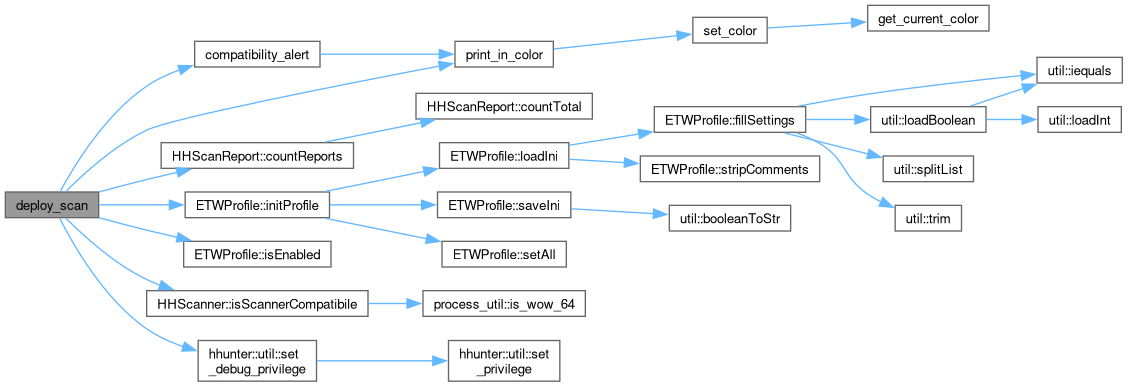 get_current_color
set_color
compatibility_alert
print_in_color
util::iequals
HHScanReport::countTotal
ETWProfile::fillSettings
util::loadBoolean
util::loadInt
HHScanReport::countReports
ETWProfile::loadIni
ETWProfile::stripComments
util::splitList
deploy_scan
ETWProfile::initProfile
ETWProfile::saveIni
util::booleanToStr
util::trim
ETWProfile::isEnabled
ETWProfile::setAll
HHScanner::isScannerCompatibile
process_util::is_wow_64
hhunter::util::set
_debug_privilege
hhunter::util::set
_privilege